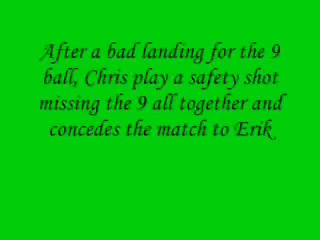 After a bad landing for the 9
ball, Chris play a safety shot
missing the 9 all together and
concedes the match to Erik